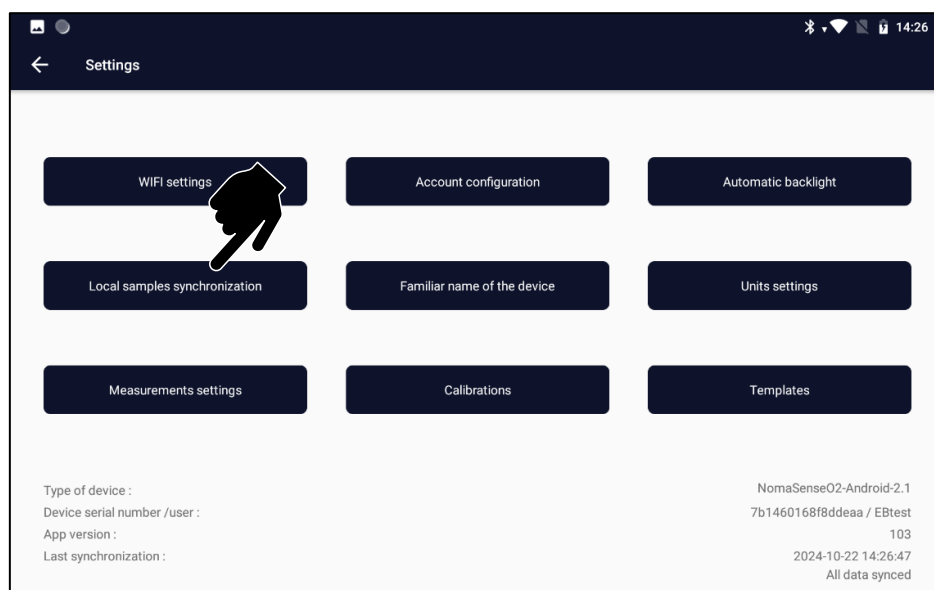 14:26
Settings
WIFI settings
Account configuration
Automatic backlight
Local samples synchronization
Familiar name of the device
Units settings
Measurements settings
Calibrations
Templates
Type of device : NomaSenseO2-Android-2.1
Device serial number /user : 7b1460168f8ddeaa / EBtest
App version : 103
Last synchronization : 2024-10-22 14:26:47
All data synced